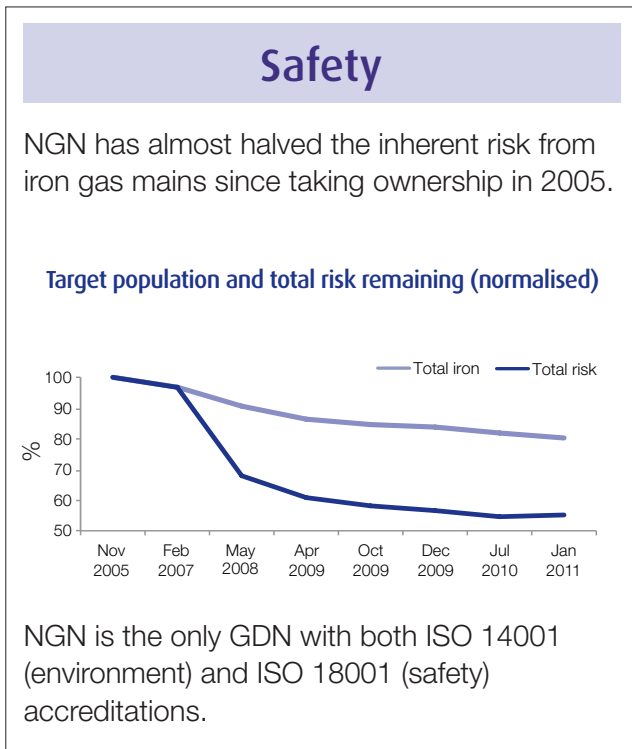 Safety
NGN has almost halved the inherent risk from
iron gas mains since taking ownership in 2005.
Target population and total risk remaining (normalised)
Total iron Total risk
100
90
80
70
60
50
%
Nov Feb May Apr Oct Dec Jul Jan
2005 2007 2008 2009 2009 2009 2010 2011
NGN is the only GDN with both ISO 14001
(environment) and ISO 18001 (safety)
accreditations.